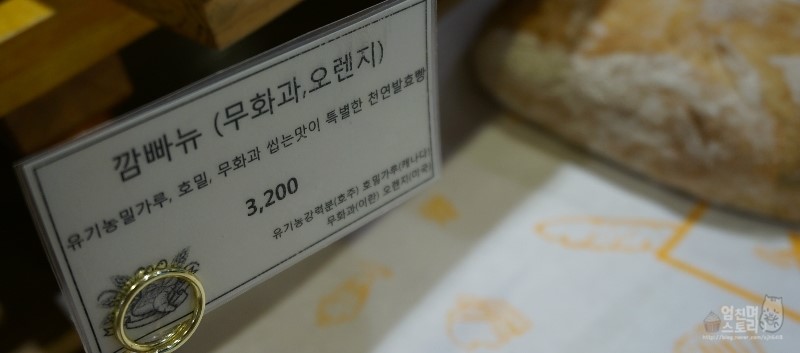 깜빠뉴 (무화과,오렌지)
유기농밀가루, 호밀, 무화과 씹는맛이 특별한 천연발효빵
3,200
유기농강력분(호주) 호밀가루(캐나다)
무화과(이란) 오렌지(미국)
엄친며
스토리